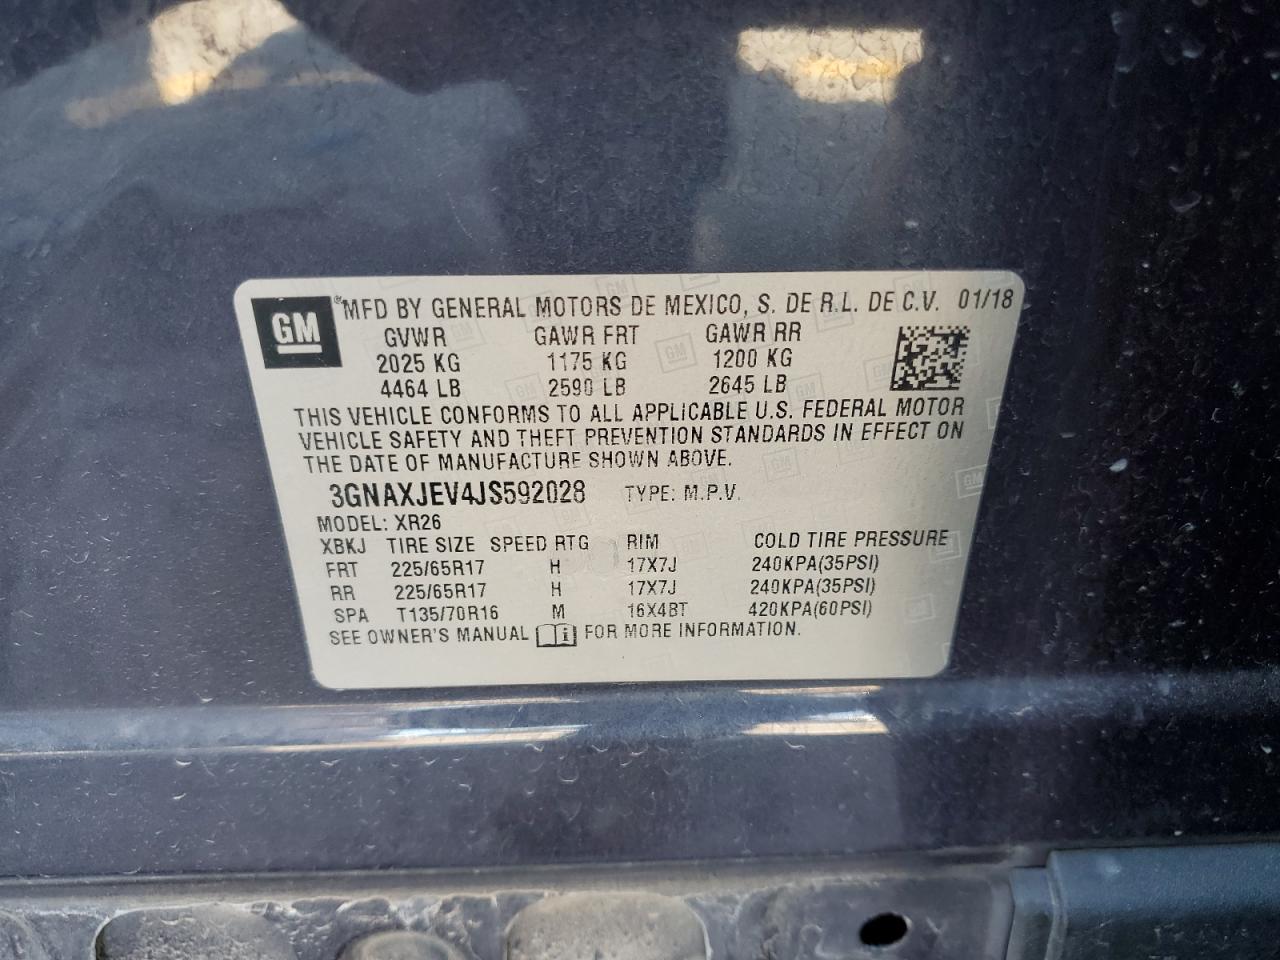 GM ®MFD BY GENERAL MOTORS DE MEXICO, S. DE R.L. DE C.V. 01/18
GVWR GAWR FRT GAWR RR
2025 KG 1175 KG 1200 KG
4464 LB 2590 LB 2645 LB
THIS VEHICLE CONFORMS TO ALL APPLICABLE U.S. FEDERAL MOTOR
VEHICLE SAFETY AND THEFT PREVENTION STANDARDS IN EFFECT ON
THE DATE OF MANUFACTURE SHOWN ABOVE.
3GNAXJEV4JS592028 TYPE: M.P.V.
MODEL: XR26
XBKJ TIRE SIZE SPEED RTG RIM COLD TIRE PRESSURE
FRT 225/65R17 H 17X7J 240KPA(35PSI)
RR 225/65R17 H 17X7J 240KPA(35PSI)
SPA T135/70R16 M 16X4BT 420KPA(60PSI)
SEE OWNER'S MANUAL FOR MORE INFORMATION.